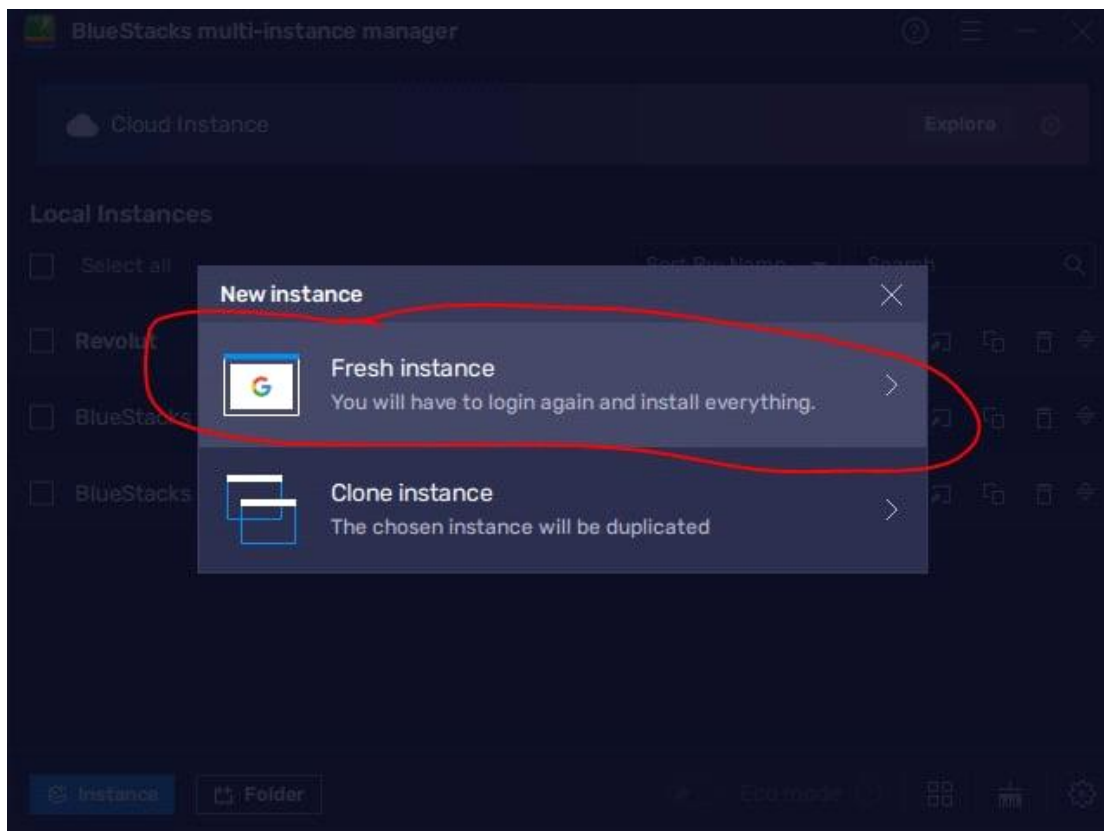 BlueStacks multi-instance manager
Cloud Instance
Explore
Local Instances
Select all
Sort By: Name
Search
New instance
Revolut
Fresh instance
You will have to login again and install everything.
BlueStacks
Clone instance
BlueStacks
The chosen instance will be duplicated
Instance
Folder
Eco mode